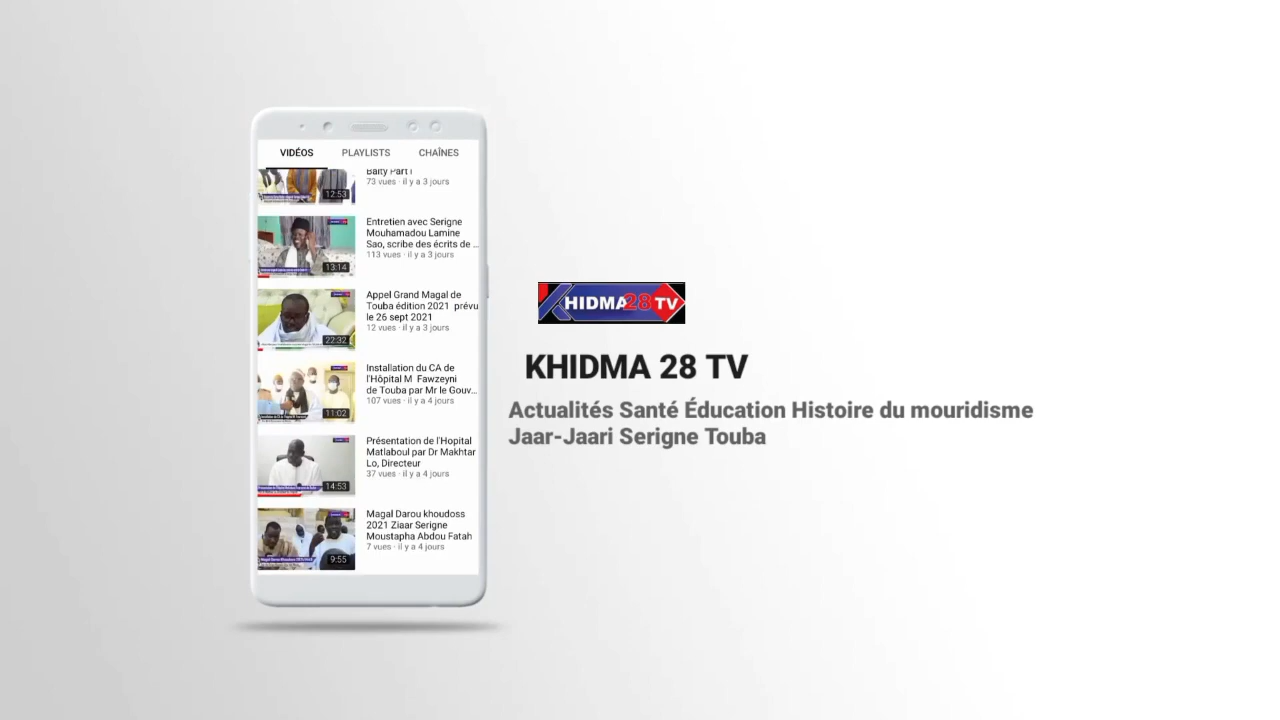 VIDÉOS PLAYLISTS CHAÎNES
Balty Part I
73 vues · il y a 3 jours
12:53
Entretien avec Serigne
Mouhamadou Lamine
Sao, scribe des écrits de ...
113 vues · il y a 3 jours
13:14
Appel Grand Magal de
Touba édition 2021 prévu
le 26 sept 2021
12 vues · il y a 3 jours
22:32
Installation du CA de
l'Hôpital M Fawzeyni
de Touba par Mr le Gouv...
107 vues · il y a 4 jours
11:02
Présentation de l'Hopital
Matlaboul par Dr Makhtar
Lo, Directeur
37 vues · il y a 4 jours
14:53
Magal Darou khoudoss
2021 Ziaar Serigne
Moustapha Abdou Fatah
7 vues · il y a 4 jours
9:55
KHIDMA 28 TV
KHIDMA 28 TV
Actualités Santé Éducation Histoire du mouridisme
Jaar-Jaari Serigne Touba